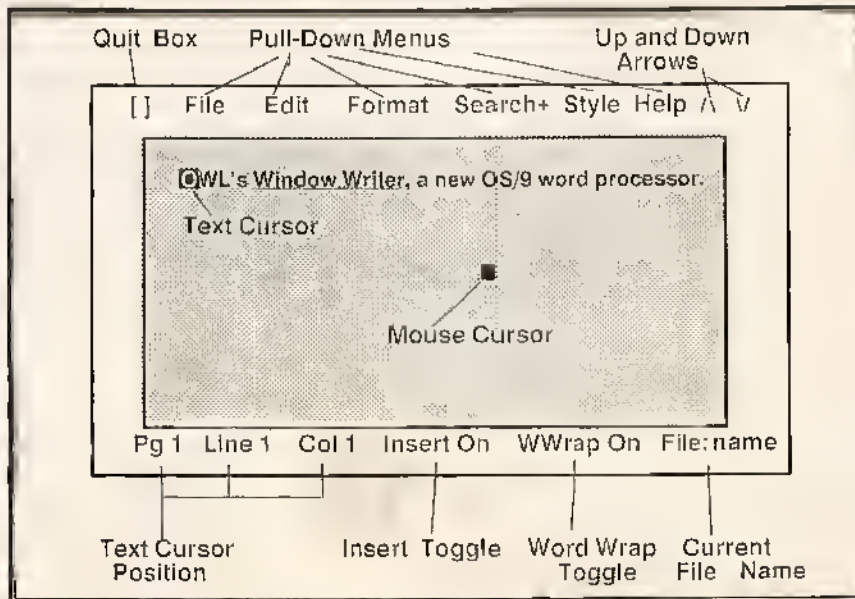 Quit Box Pull-Down Menus Up and Down
Arrows
[ ] File Edit Format Search+ Style Help /\ \/
OWL's Window Writer, a new OS/9 word processor.
Text Cursor
Mouse Cursor
Pg 1 Line 1 Col 1 Insert On WWrap On File:name
Text Cursor Insert Toggle Word Wrap Current
Position Toggle File Name